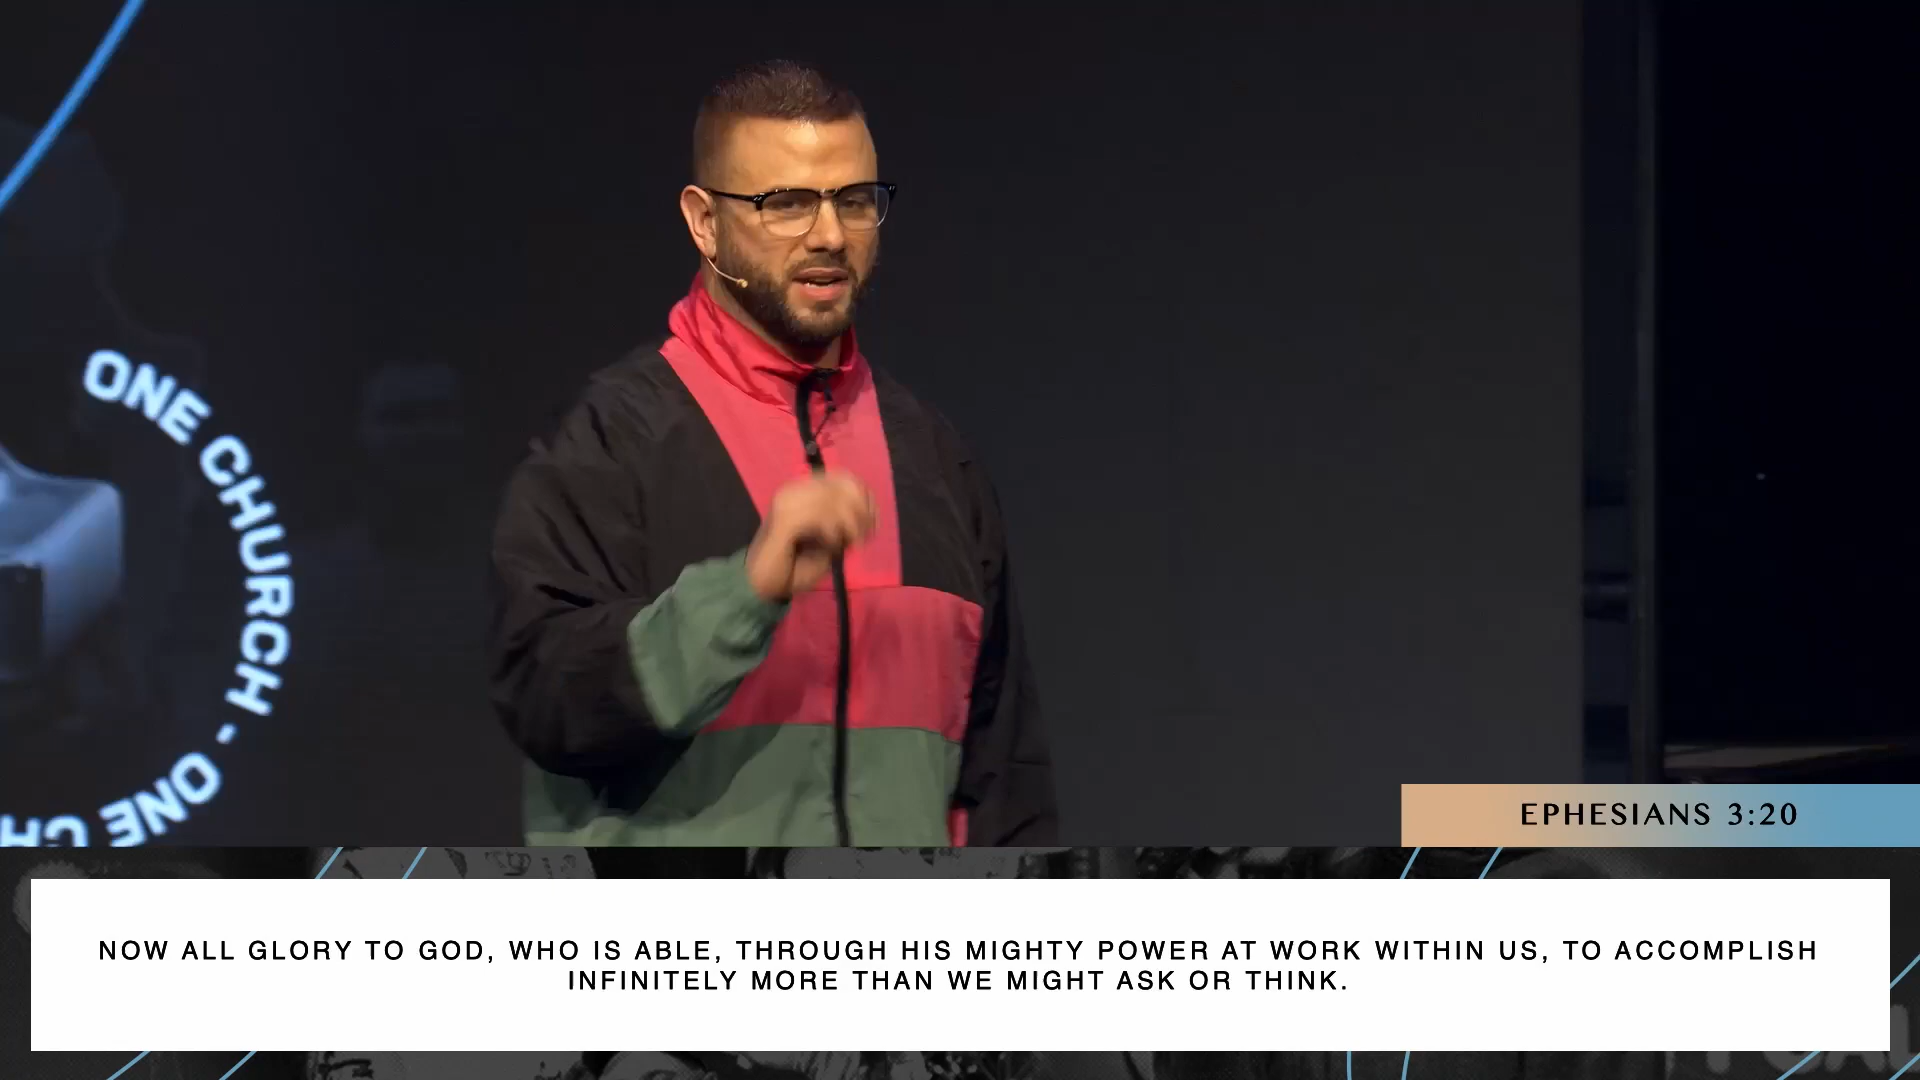 ONE CHURCH - ONE CH
EPHESIANS 3:20
NOW ALL GLORY TO GOD, WHO IS ABLE, THROUGH HIS MIGHTY POWER AT WORK WITHIN US, TO ACCOMPLISH
INFINITELY MORE THAN WE MIGHT ASK OR THINK.